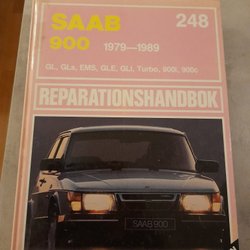 SAAB
248
900
1979—1989
GL, GLs, EMS, GLE, GLI, Turbo, 900i, 900c
REPARATIONSHANDBOK
SAAB 900